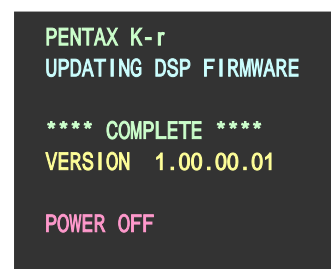 PENTAX K-r
UPDATING DSP FIRMWARE
**** COMPLETE ****
VERSION 1.00.00.01
POWER OFF